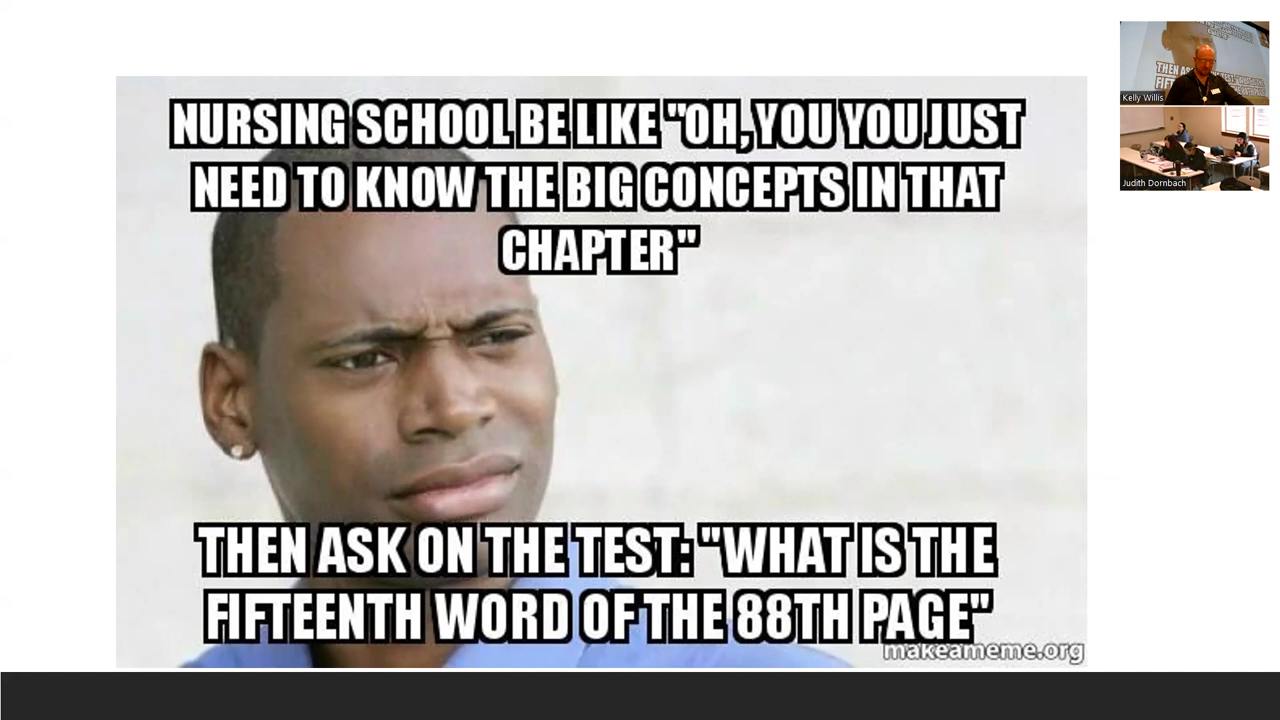 NURSING SCHOOL BE LIKE "OH, YOU YOU JUST
NEED TO KNOW THE BIG CONCEPTS IN THAT
CHAPTER"
THEN ASK ON THE TEST: "WHAT IS THE
FIFTEENTH WORD OF THE 88TH PAGE"
makeameme.org
Kelly Willis
Judith Dornbach